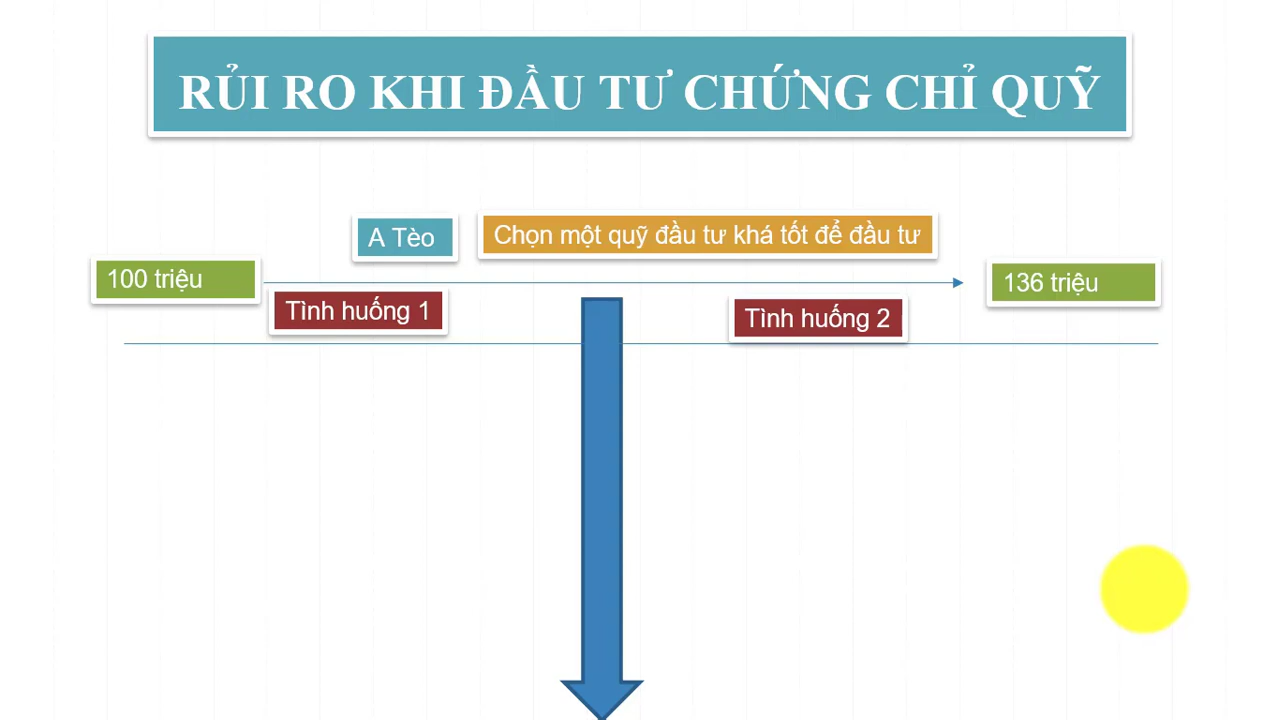 RỦI RO KHI ĐẦU TƯ CHỨNG CHỈ QUỸ
A Tèo
Chọn một quỹ đầu tư khá tốt để đầu tư
100 triệu
136 triệu
Tình huống 1
Tình huống 2